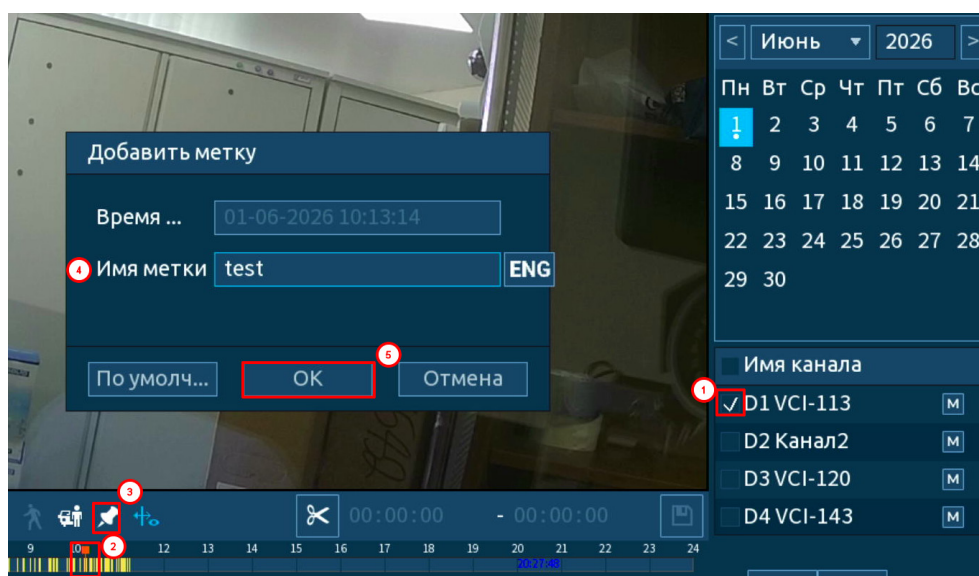 < Июнь 2026 >
Пн Вт Ср Чт Пт Сб Вс
1 2 3 4 5 6 7
8 9 10 11 12 13 14
15 16 17 18 19 20 21
22 23 24 25 26 27 28
29 30
Добавить метку
Время ... 01-06-2026 10:13:14
4 Имя метки test ENG
5
По умолч... OK Отмена
Имя канала
1
D1 VCI-113 M
D2 Канал2 M
D3 VCI-120 M
D4 VCI-143 M
3
00:00:00 - 00:00:00
9 10 2 12 13 14 15 16 17 18 19 20 21 22 23 24
20:27:48